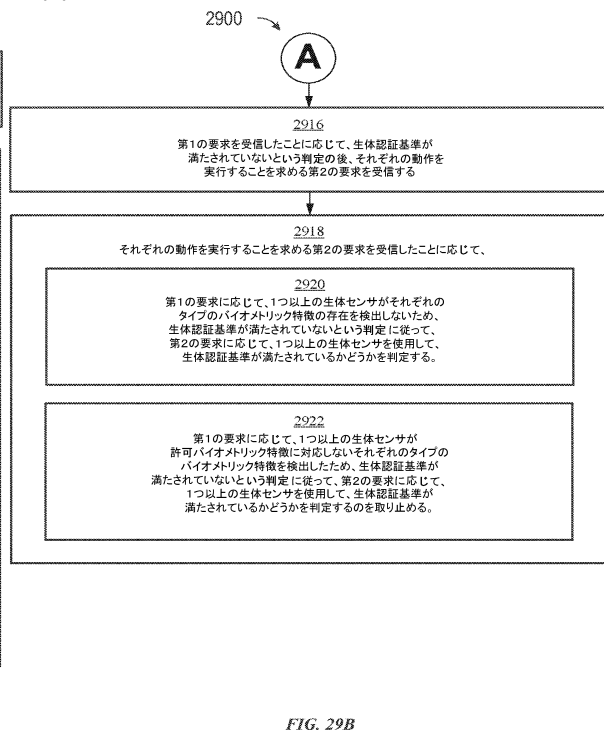 2900
A
2916
第1の要求を受信したことに応じて、生体認証基準が
満たされていないという判定の後、それぞれの動作を
実行することを求める第2の要求を受信する
2918
それぞれの動作を実行することを求める第2の要求を受信したことに応じて、
2920
第1の要求に応じて、1つ以上の生体センサがそれぞれの
タイプのバイオメトリック特徴の存在を検出しないため、
生体認証基準が満たされていないという判定に従って、
第2の要求に応じて、1つ以上の生体センサを使用して、
生体認証基準が満たされているかどうかを判定する。
2922
第1の要求に応じて、1つ以上の生体センサが
許可バイオメトリック特徴に対応しないそれぞれのタイプの
バイオメトリック特徴を検出したため、生体認証基準が
満たされていないという判定に従って、第2の要求に応じて、
1つ以上の生体センサを使用して、生体認証基準が
満たされているかどうかを判定するのを取り止める。
FIG. 29B